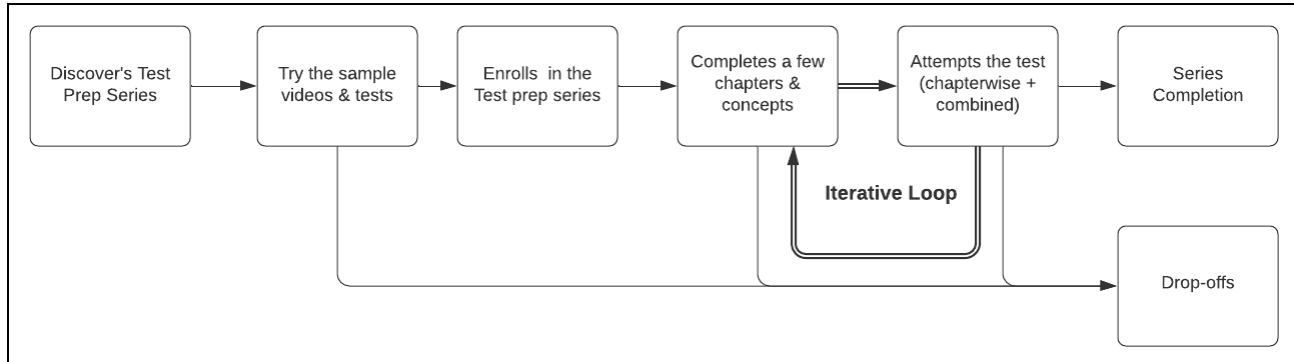 Discover's Test
Prep Series
Try the sample
videos & tests
Enrolls in the
Test prep series
Completes a few
chapters &
concepts
Attempts the test
(chapterwise +
combined)
Series
Completion
Iterative Loop
Drop-offs